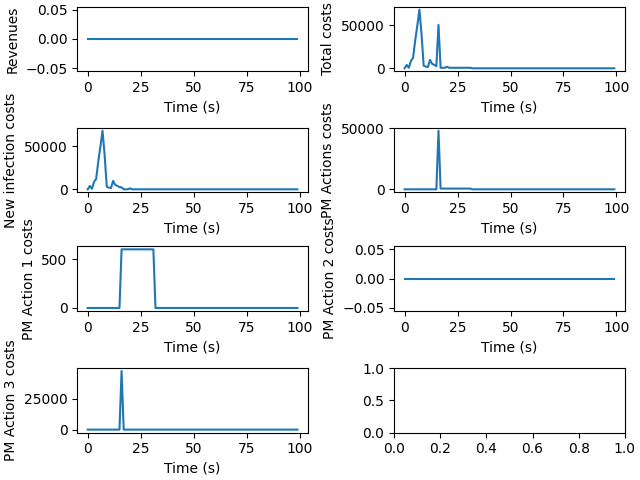 Revenues
0.05
0.00
−0.05
0 25 50 75 100
Time (s)
Total costs
50000
0
0 25 50 75 100
Time (s)
New infection costs
50000
0
0 25 50 75 100
Time (s)
PM Actions costs
50000
0
0 25 50 75 100
Time (s)
PM Action 1 costs
500
0
0 25 50 75 100
Time (s)
PM Action 2 costs
0.05
0.00
−0.05
0 25 50 75 100
Time (s)
PM Action 3 costs
25000
0
0 25 50 75 100
Time (s)
1.0
0.5
0.0
0.0 0.2 0.4 0.6 0.8 1.0